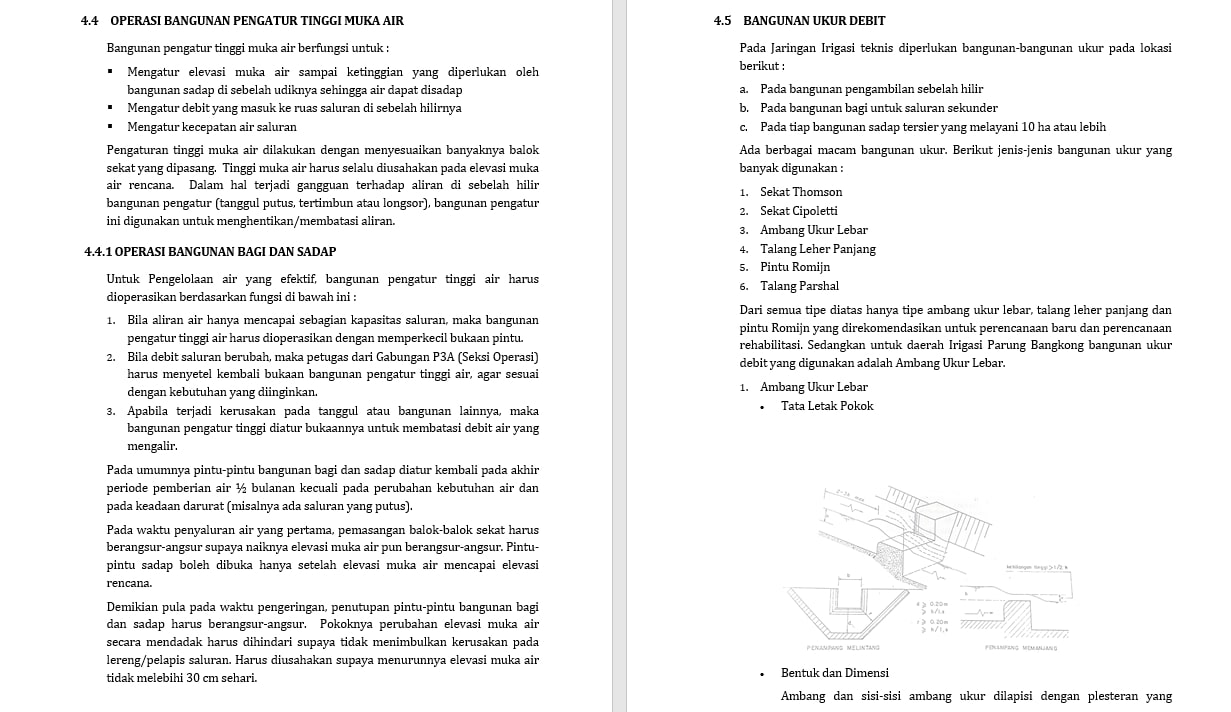 4.4 OPERASI BANGUNAN PENGATUR TINGGI MUKA AIR
Bangunan pengatur tinggi muka air berfungsi untuk :
▪ Mengatur elevasi muka air sampai ketinggian yang diperlukan oleh
bangunan sadap di sebelah udiknya sehingga air dapat disadap
▪ Mengatur debit yang masuk ke ruas saluran di sebelah hilirnya
▪ Mengatur kecepatan air saluran
Pengaturan tinggi muka air dilakukan dengan menyesuaikan banyaknya balok
sekat yang dipasang. Tinggi muka air harus selalu diusahakan pada elevasi muka
air rencana. Dalam hal terjadi gangguan terhadap aliran di sebelah hilir
bangunan pengatur (tanggul putus, tertimbun atau longsor), bangunan pengatur
ini digunakan untuk menghentikan/membatasi aliran.
4.4.1 OPERASI BANGUNAN BAGI DAN SADAP
Untuk Pengelolaan air yang efektif, bangunan pengatur tinggi air harus
dioperasikan berdasarkan fungsi di bawah ini :
1. Bila aliran air hanya mencapai sebagian kapasitas saluran, maka bangunan
pengatur tinggi air harus dioperasikan dengan memperkecil bukaan pintu.
2. Bila debit saluran berubah, maka petugas dari Gabungan P3A (Seksi Operasi)
harus menyetel kembali bukaan bangunan pengatur tinggi air, agar sesuai
dengan kebutuhan yang diinginkan.
3. Apabila terjadi kerusakan pada tanggul atau bangunan lainnya, maka
bangunan pengatur tinggi diatur bukaannya untuk membatasi debit air yang
mengalir.
Pada umumnya pintu-pintu bangunan bagi dan sadap diatur kembali pada akhir
periode pemberian air ½ bulanan kecuali pada perubahan kebutuhan air dan
pada keadaan darurat (misalnya ada saluran yang putus).
Pada waktu penyaluran air yang pertama, pemasangan balok-balok sekat harus
berangsur-angsur supaya naiknya elevasi muka air pun berangsur-angsur. Pintu-
pintu sadap boleh dibuka hanya setelah elevasi muka air mencapai elevasi
rencana.
Demikian pula pada waktu pengeringan, penutupan pintu-pintu bangunan bagi
dan sadap harus berangsur-angsur. Pokoknya perubahan elevasi muka air
secara mendadak harus dihindari supaya tidak menimbulkan kerusakan pada
lereng/pelapis saluran. Harus diusahakan supaya menurunnya elevasi muka air
tidak melebihi 30 cm sehari.
4.5 BANGUNAN UKUR DEBIT
Pada Jaringan Irigasi teknis diperlukan bangunan-bangunan ukur pada lokasi
berikut :
a. Pada bangunan pengambilan sebelah hilir
b. Pada bangunan bagi untuk saluran sekunder
c. Pada tiap bangunan sadap tersier yang melayani 10 ha atau lebih
Ada berbagai macam bangunan ukur. Berikut jenis-jenis bangunan ukur yang
banyak digunakan :
1. Sekat Thomson
2. Sekat Cipoletti
3. Ambang Ukur Lebar
4. Talang Leher Panjang
5. Pintu Romijn
6. Talang Parshal
Dari semua tipe diatas hanya tipe ambang ukur lebar, talang leher panjang dan
pintu Romijn yang direkomendasikan untuk perencanaan baru dan perencanaan
rehabilitasi. Sedangkan untuk daerah Irigasi Parung Bangkong bangunan ukur
debit yang digunakan adalah Ambang Ukur Lebar.
1. Ambang Ukur Lebar
• Tata Letak Pokok
kehilangan tinggi > 1/2 h
≥ 0.20 m
≥ 0.20 m
PENAMPANG MELINTANG
PENAMPANG MEMANJANG
• Bentuk dan Dimensi
Ambang dan sisi-sisi ambang ukur dilapisi dengan plesteran yang